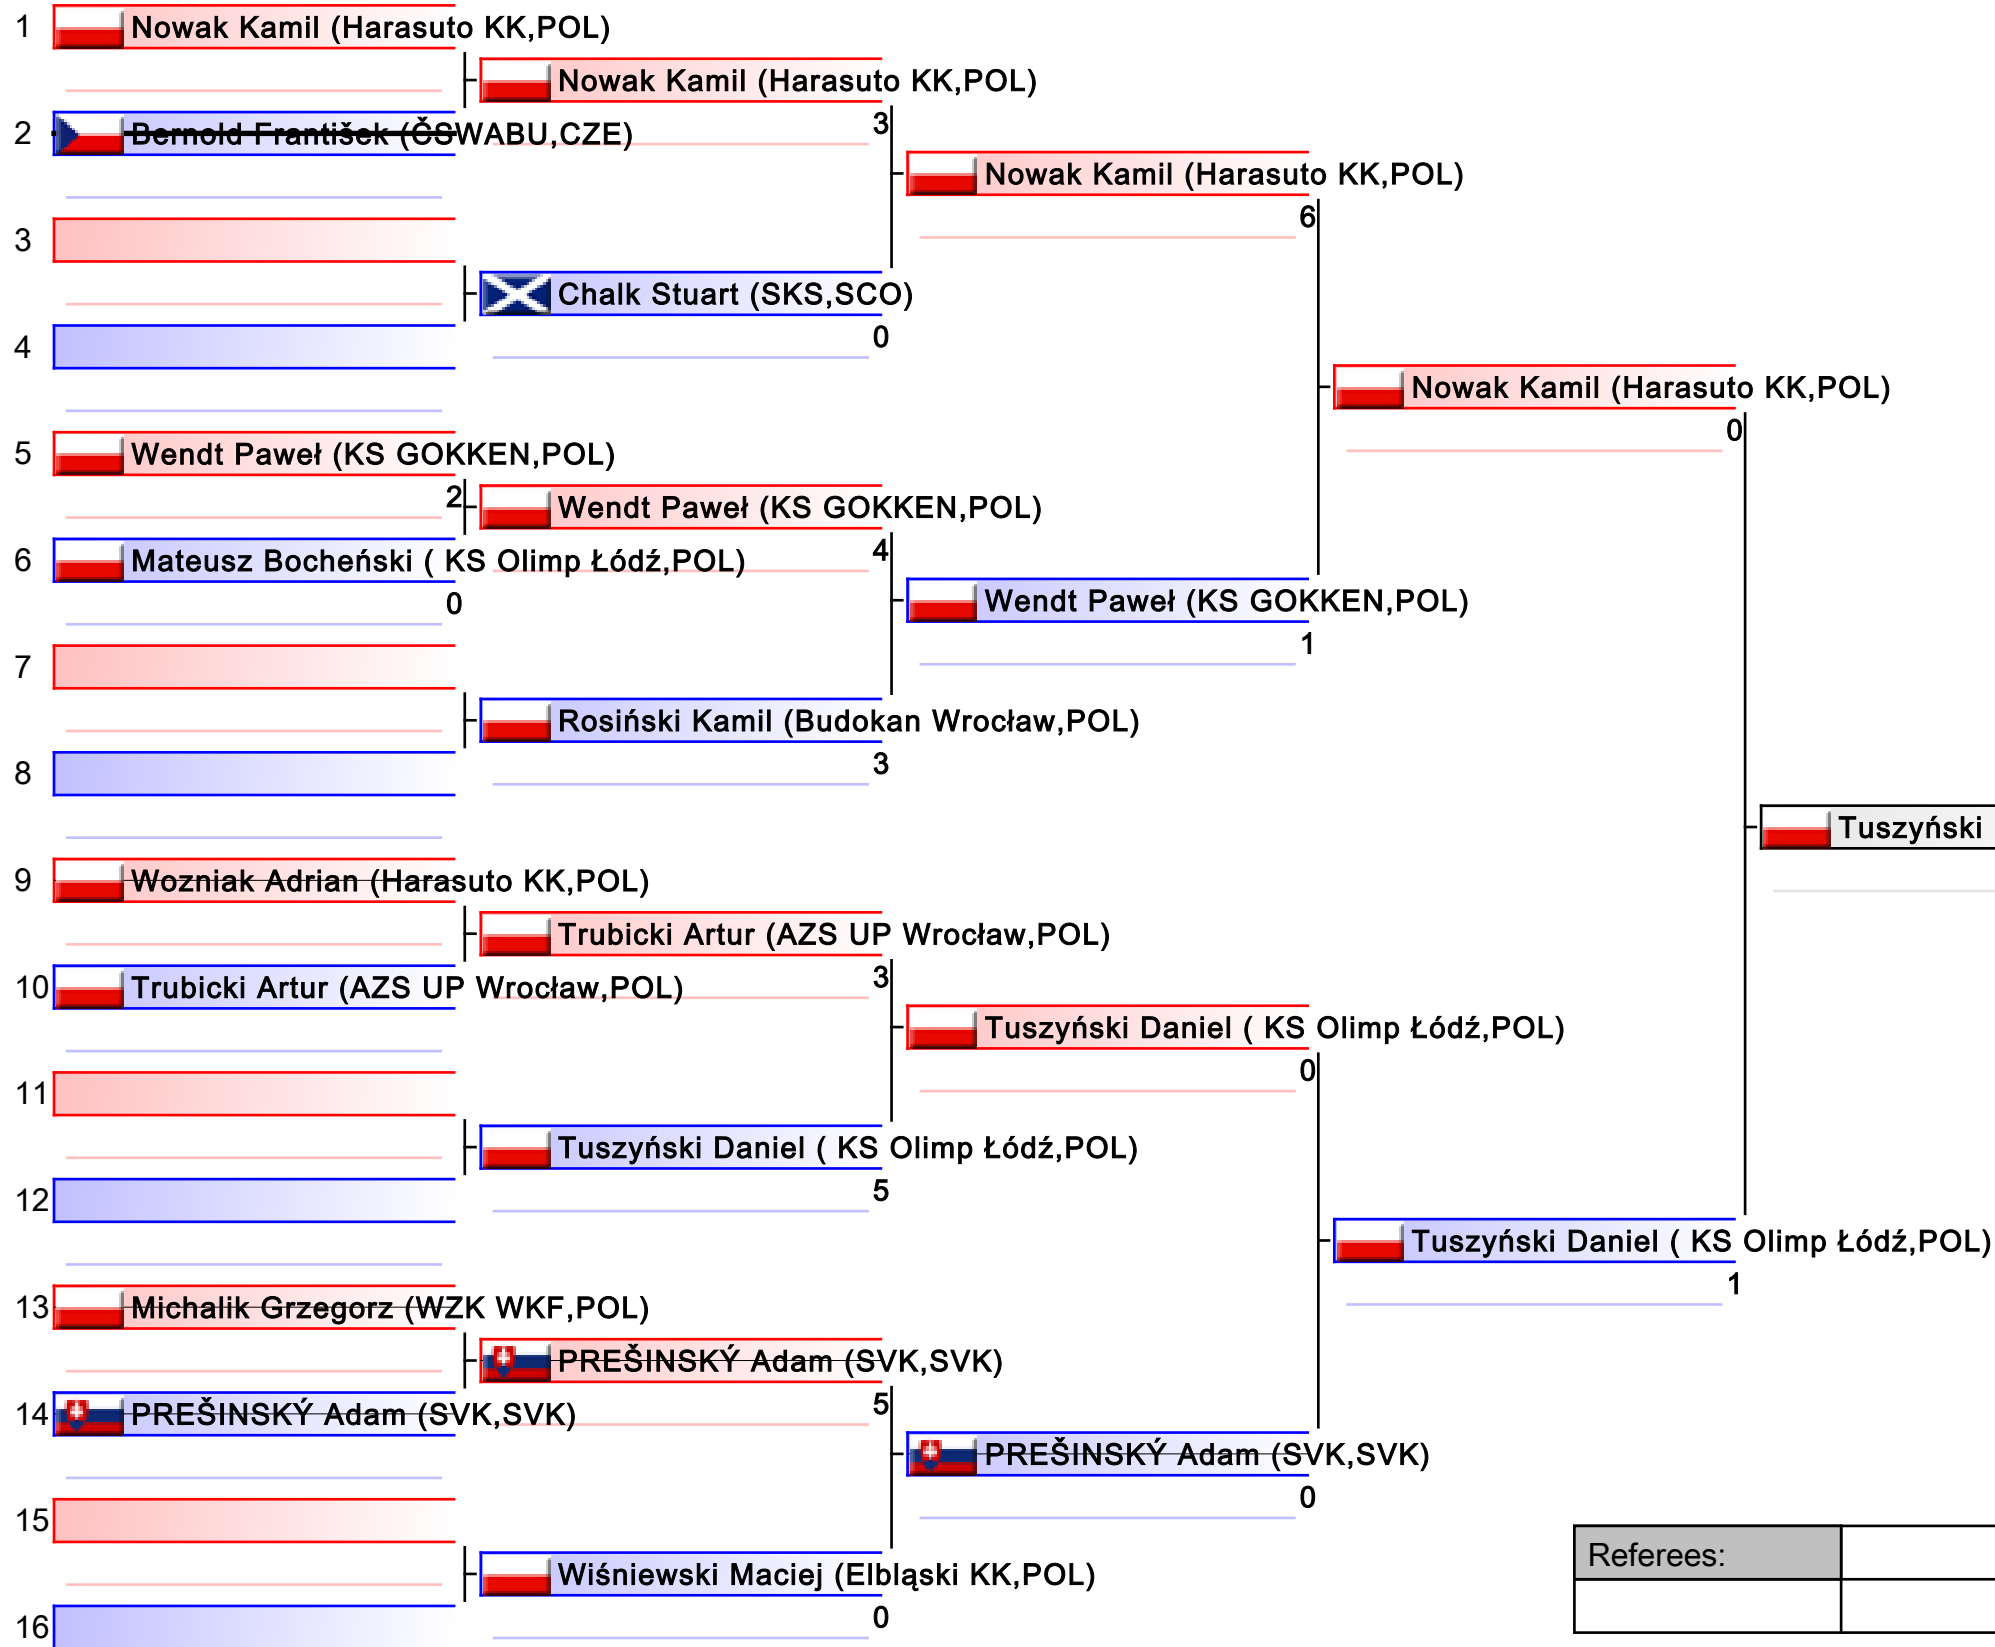 1 Nowak Kamil (Harasuto KK,POL)
Nowak Kamil (Harasuto KK,POL)
3
2 Bernold František (ČSWABU,CZE)
Nowak Kamil (Harasuto KK,POL)
6
3
Chalk Stuart (SKS,SCO)
0
4
Nowak Kamil (Harasuto KK,POL)
0
5 Wendt Paweł (KS GOKKEN,POL)
2
Wendt Paweł (KS GOKKEN,POL)
4
6 Mateusz Bocheński ( KS Olimp Łódź,POL)
0
Wendt Paweł (KS GOKKEN,POL)
1
7
Rosiński Kamil (Budokan Wrocław,POL)
3
8
Tuszyński
9 Wozniak Adrian (Harasuto KK,POL)
Trubicki Artur (AZS UP Wrocław,POL)
3
10 Trubicki Artur (AZS UP Wrocław,POL)
Tuszyński Daniel ( KS Olimp Łódź,POL)
0
11
Tuszyński Daniel ( KS Olimp Łódź,POL)
5
12
Tuszyński Daniel ( KS Olimp Łódź,POL)
1
13 Michalik Grzegorz (WZK WKF,POL)
PREŠINSKÝ Adam (SVK,SVK)
5
14 PREŠINSKÝ Adam (SVK,SVK)
PREŠINSKÝ Adam (SVK,SVK)
0
15
Referees:
Wiśniewski Maciej (Elbląski KK,POL)
0
16